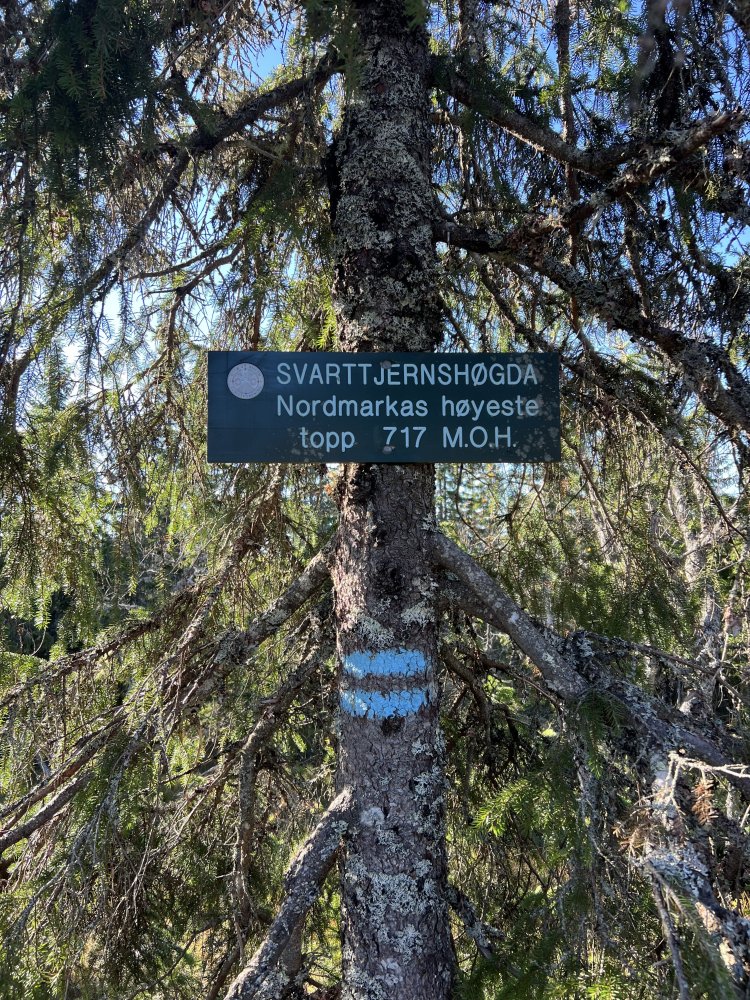 SVARTTJERNSHØGDA
Nordmarkas høyeste
topp 717 M.O.H.